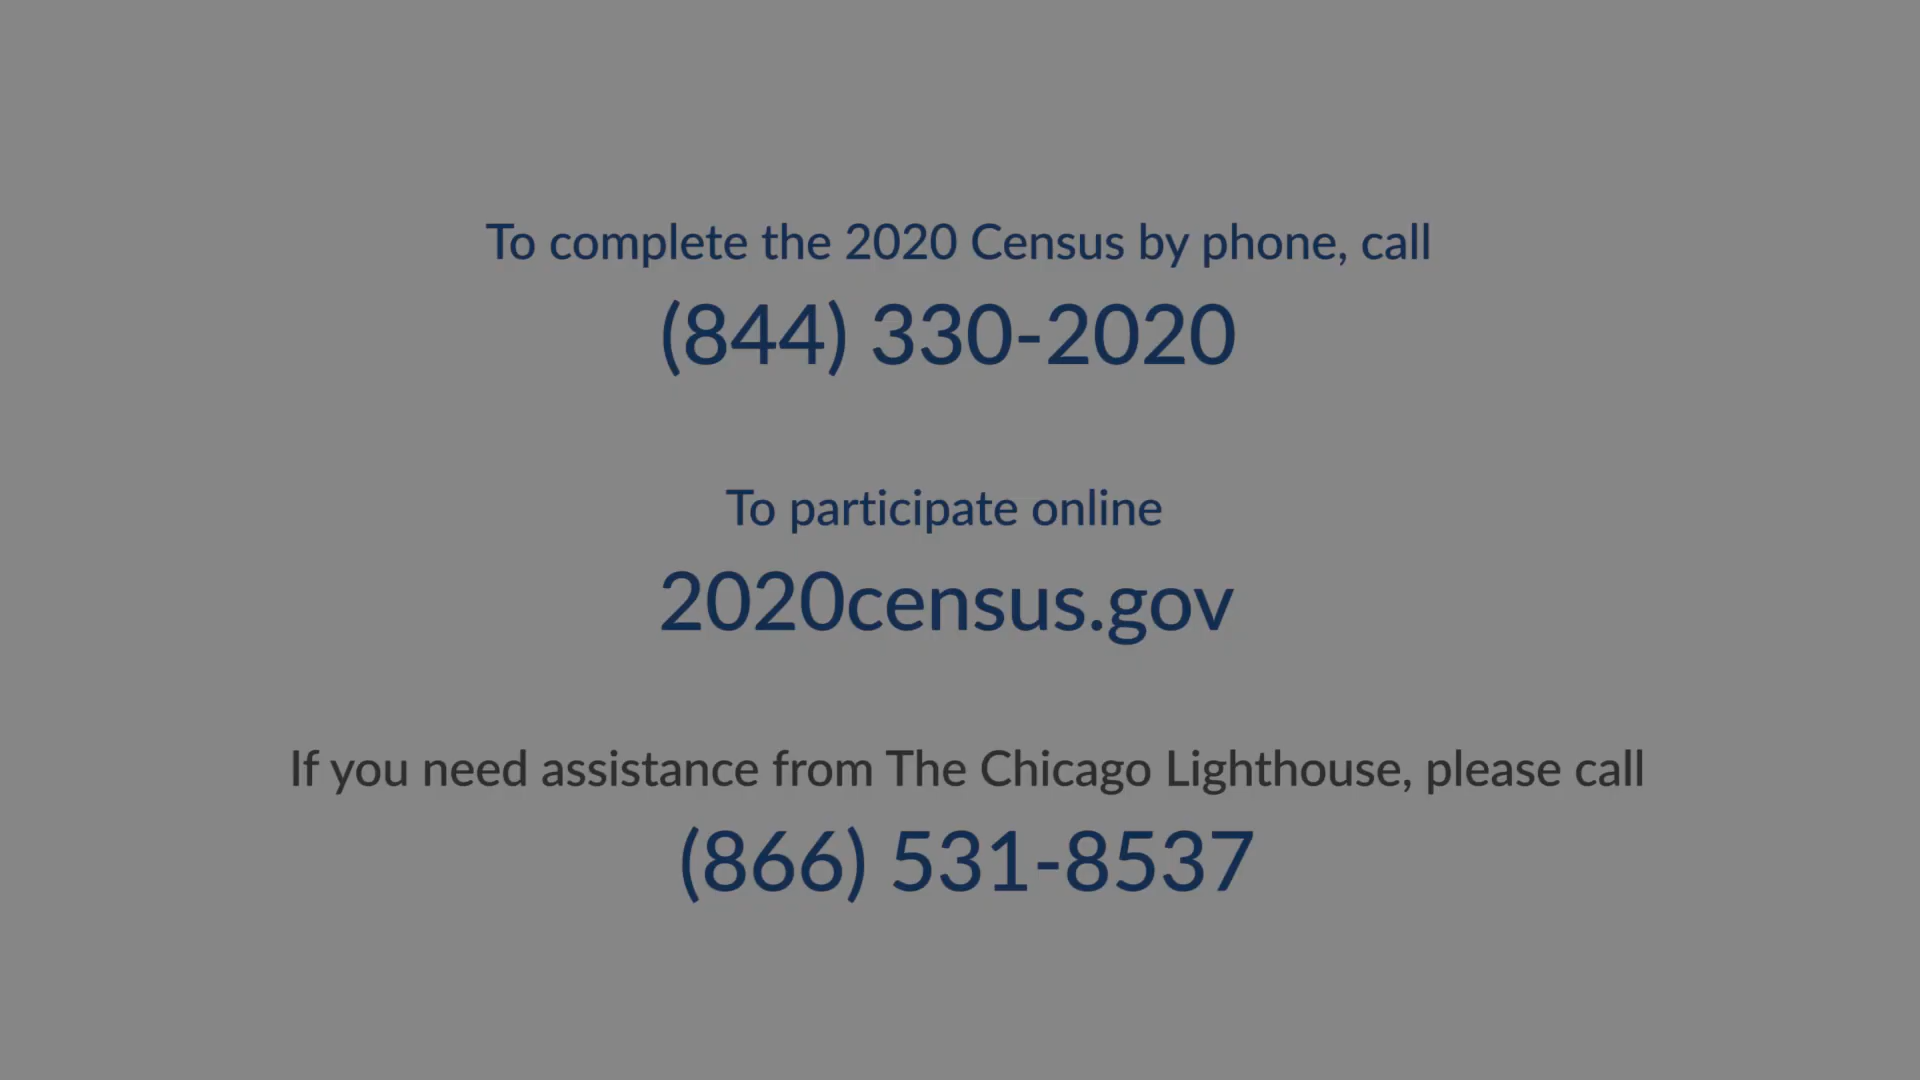 To complete the 2020 Census by phone, call
(844) 330-2020
To participate online
2020census.gov
If you need assistance from The Chicago Lighthouse, please call
(866) 531-8537